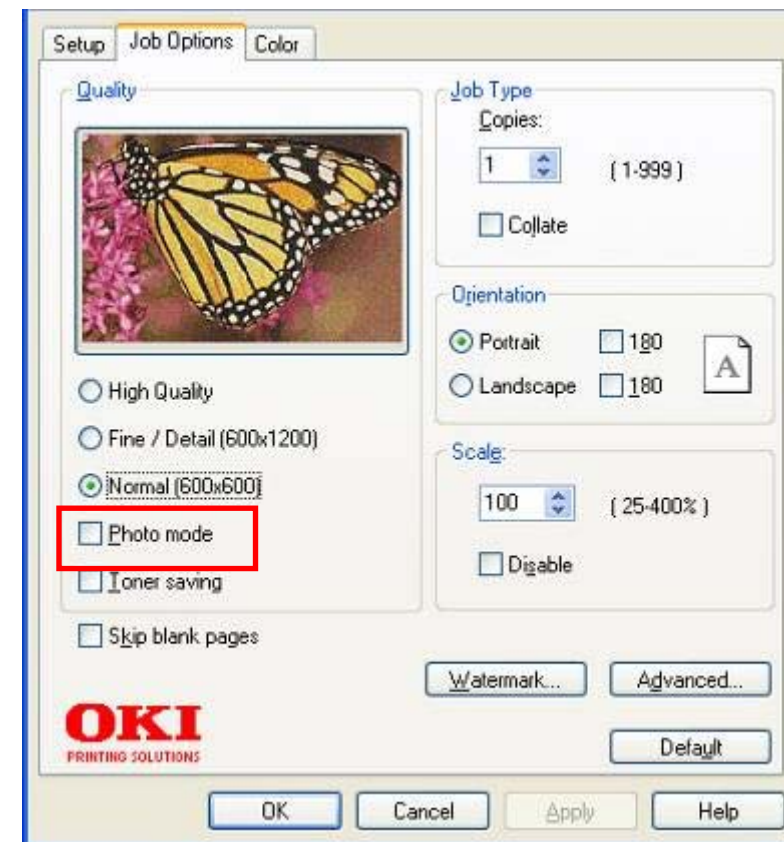 Setup Job Options Color
Quality
High Quality
Fine / Detail (600x1200)
Normal (600x600)
Photo mode
Toner saving
Skip blank pages
OKI
PRINTING SOLUTIONS
Job Type
Copies:
1 ( 1-999 )
Collate
Orientation
Portrait 180
Landscape 180
A
Scale:
100 ( 25-400% )
Disable
Watermark... Advanced...
Default
OK Cancel Apply Help